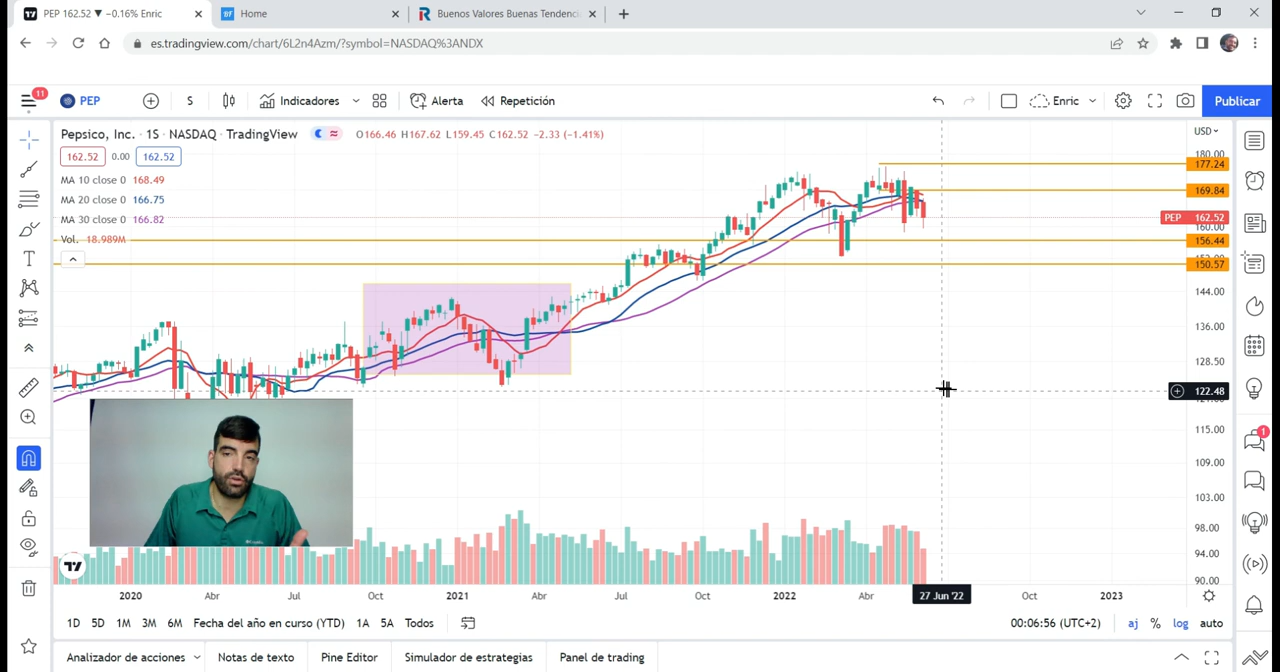 PEP 162.52 ▼ −0.16% Enric
Home
Buenos Valores Buenas Tendenci
es.tradingview.com/chart/6L2n4Azm/?symbol=NASDAQ%3ANDX
11
PEP
S
Indicadores
Alerta
Repetición
Enric
Publicar
Pepsico, Inc. · 1S · NASDAQ · TradingView
O166.46 H167.62 L159.45 C162.52 −2.33 (−1.41%)
USD
162.52 0.00 162.52
MA 10 close 0 168.49
MA 20 close 0 166.75
MA 30 close 0 166.82
Vol. 18.989M
180.00
177.24
169.84
PEP 162.52
160.00
156.44
150.57
144.00
136.00
128.50
122.48
115.00
109.00
103.00
98.00
94.00
90.00
1
2020 Abr Jul Oct 2021 Abr Jul Oct 2022 Abr 27 Jun '22 Oct 2023
1D 5D 1M 3M 6M Fecha del año en curso (YTD) 1A 5A Todos
00:06:56 (UTC+2) aj % log auto
Analizador de acciones Notas de texto Pine Editor Simulador de estrategias Panel de trading